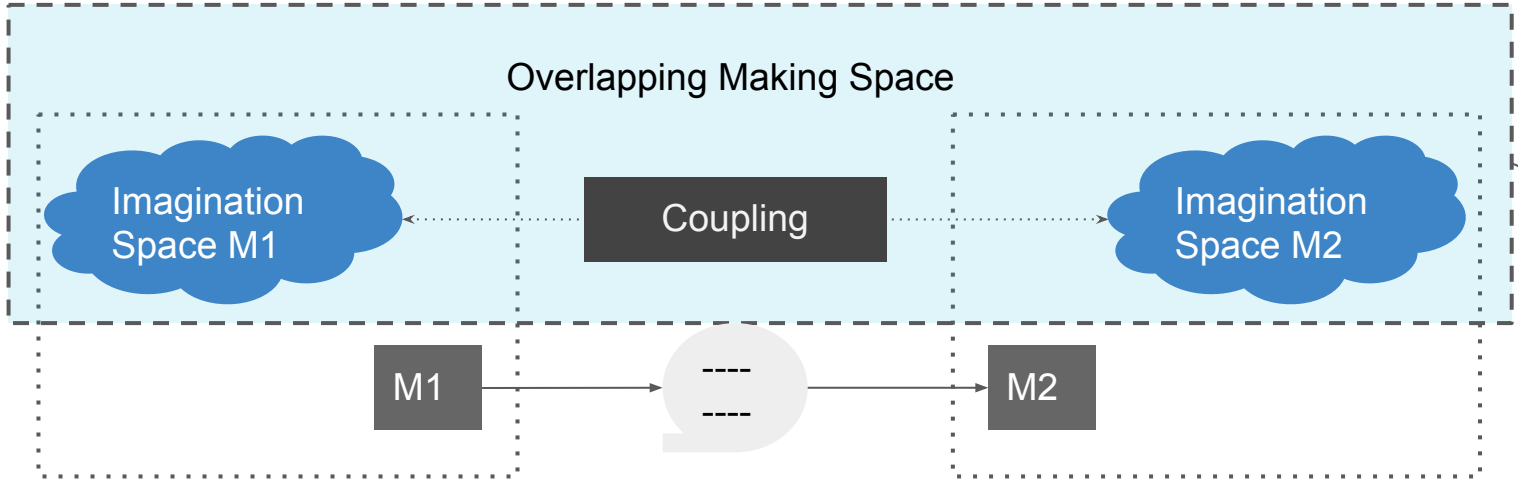 Overlapping Making Space
Imagination
Space M1
Coupling
Imagination
Space M2
M1
----
----
M2